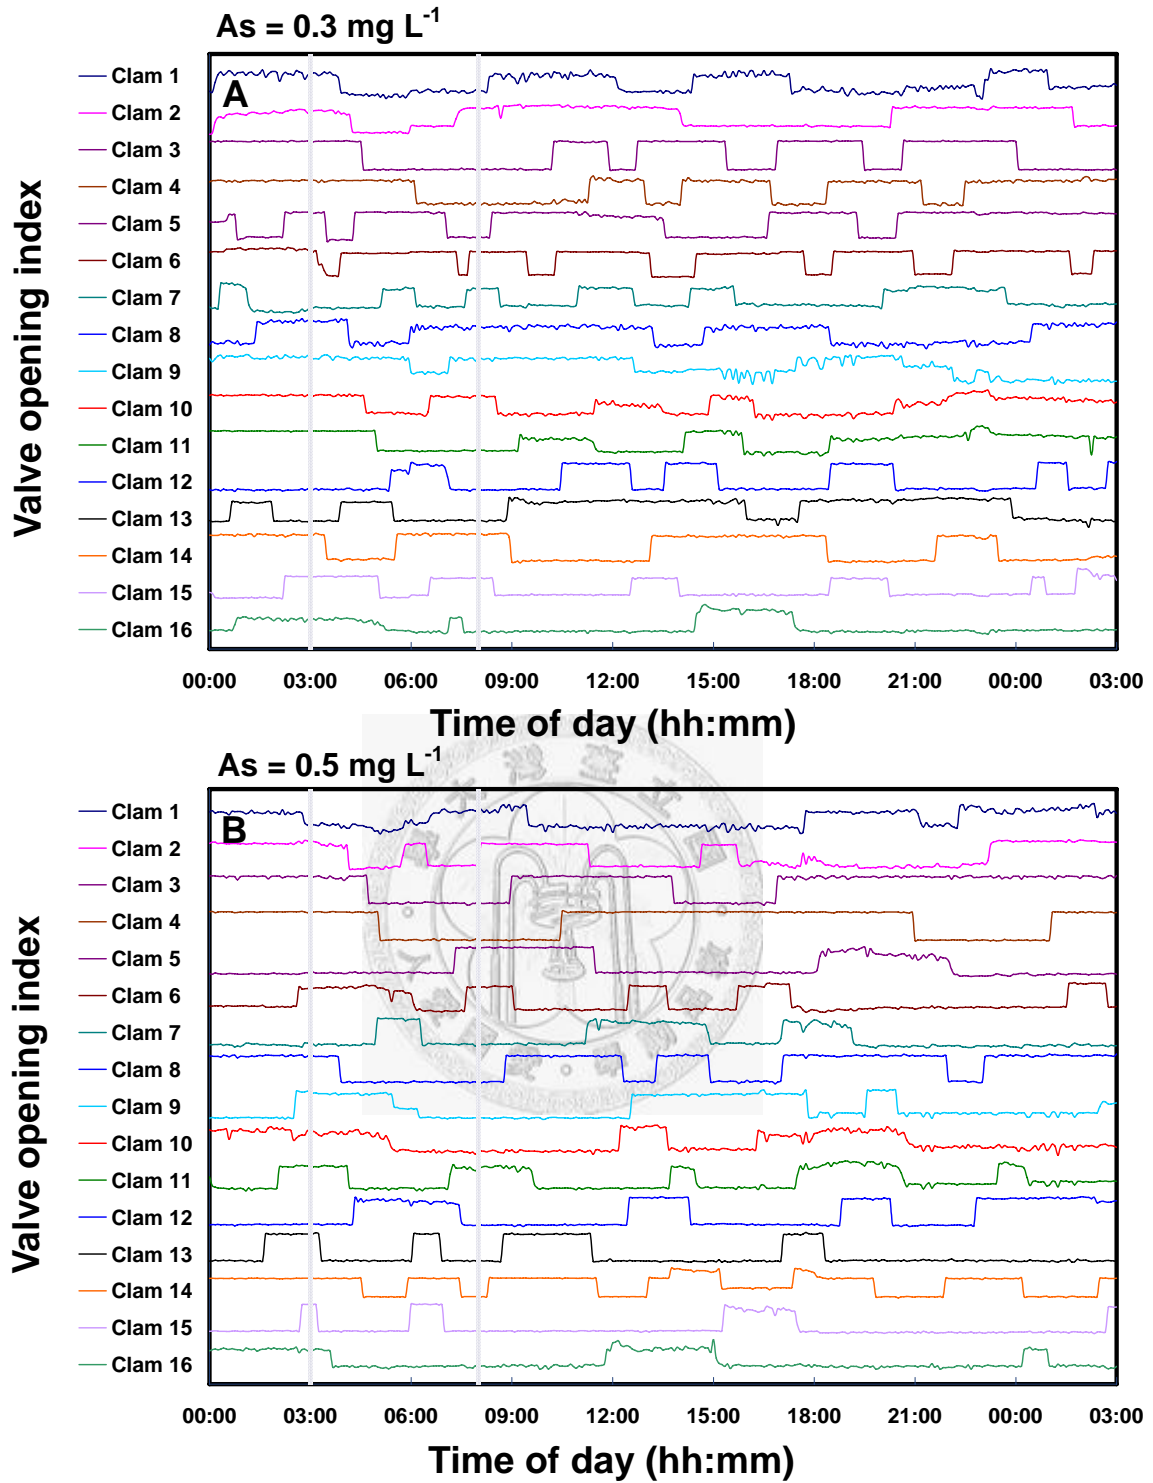 As = 0.3 mg L-1
A
Valve opening index
Clam 1
Clam 2
Clam 3
Clam 4
Clam 5
Clam 6
Clam 7
Clam 8
Clam 9
Clam 10
Clam 11
Clam 12
Clam 13
Clam 14
Clam 15
Clam 16
00:00 03:00 06:00 09:00 12:00 15:00 18:00 21:00 00:00 03:00
Time of day (hh:mm)
As = 0.5 mg L-1
B
Valve opening index
Clam 1
Clam 2
Clam 3
Clam 4
Clam 5
Clam 6
Clam 7
Clam 8
Clam 9
Clam 10
Clam 11
Clam 12
Clam 13
Clam 14
Clam 15
Clam 16
00:00 03:00 06:00 09:00 12:00 15:00 18:00 21:00 00:00 03:00
Time of day (hh:mm)